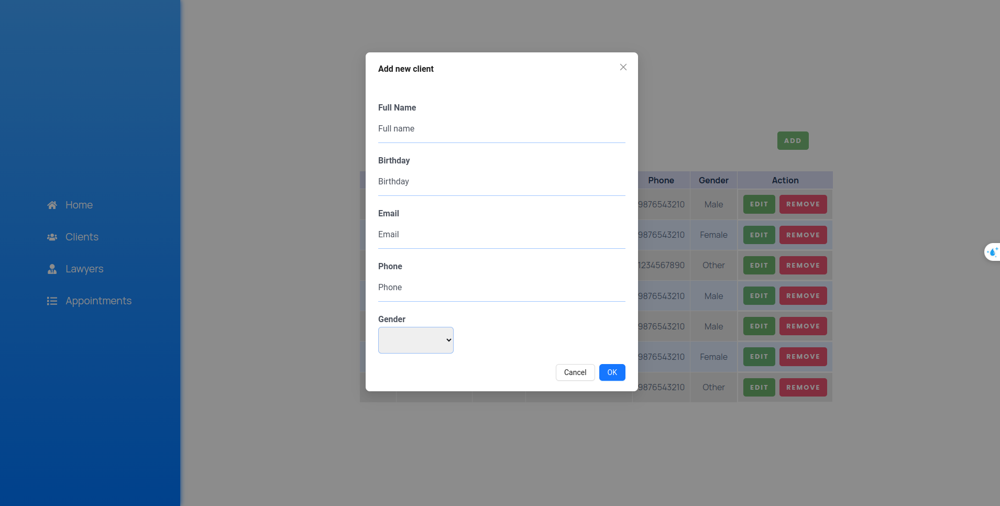 Home
Clients
Lawyers
Appointments
Add new client
Full Name
Full name
Birthday
Birthday
Email
Email
Phone
Phone
Gender
Cancel OK
ADD
Phone Gender Action
9876543210 Male EDIT REMOVE
9876543210 Female EDIT REMOVE
1234567890 Other EDIT REMOVE
9876543210 Male EDIT REMOVE
9876543210 Male EDIT REMOVE
9876543210 Female EDIT REMOVE
9876543210 Other EDIT REMOVE